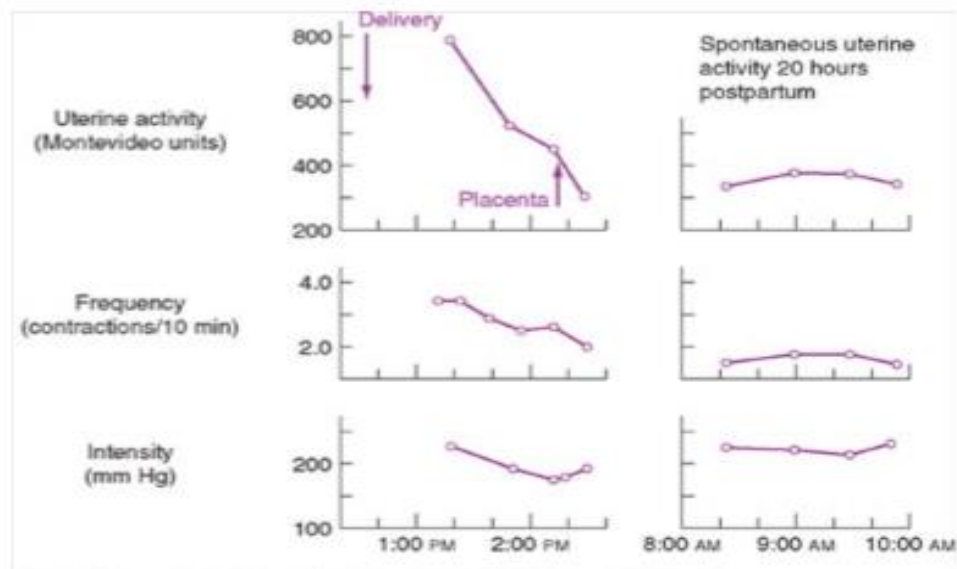 Delivery
800
600
400
200
Uterine activity
(Montevideo units)
Placenta
Spontaneous uterine
activity 20 hours
postpartum
Frequency
(contractions/10 min)
4.0
2.0
Intensity
(mm Hg)
200
100
1:00 PM 2:00 PM 8:00 AM 9:00 AM 10:00 AM